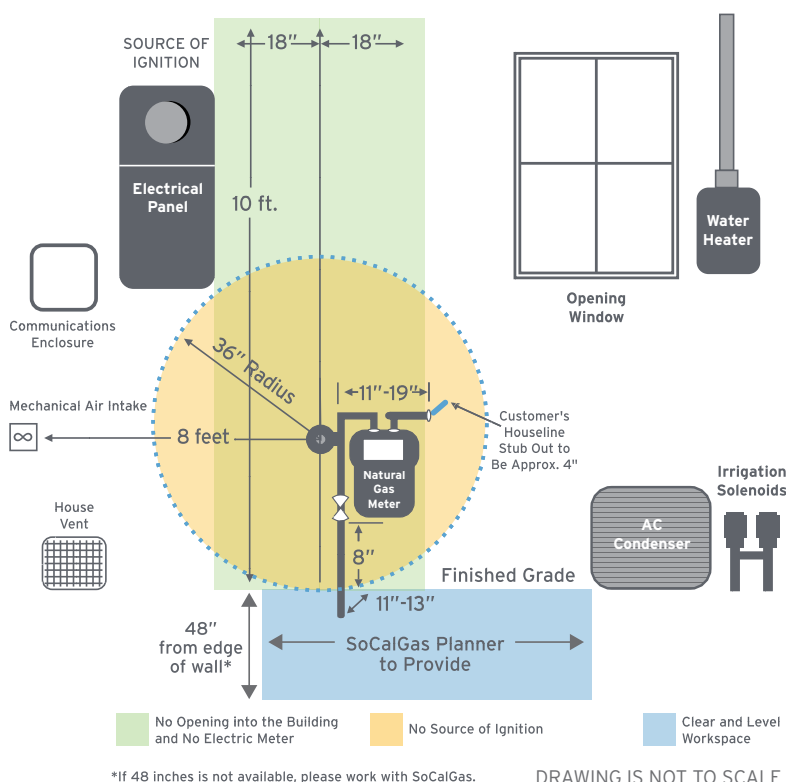 SOURCE OF
IGNITION
18"
18"
Electrical
Panel
10 ft.
Water
Heater
Opening
Window
Communications
Enclosure
36" Radius
11"-19"
Mechanical Air Intake
8 feet
Customer's
Houseline
Stub Out to
Be Approx. 4"
Natural
Gas
Meter
House
Vent
8"
Irrigation
Solenoids
AC
Condenser
Finished Grade
11"-13"
48"
from edge
of wall*
SoCalGas Planner
to Provide
No Opening into the Building
and No Electric Meter
No Source of Ignition
Clear and Level
Workspace
*If 48 inches is not available, please work with SoCalGas.
DRAWING IS NOT TO SCALE